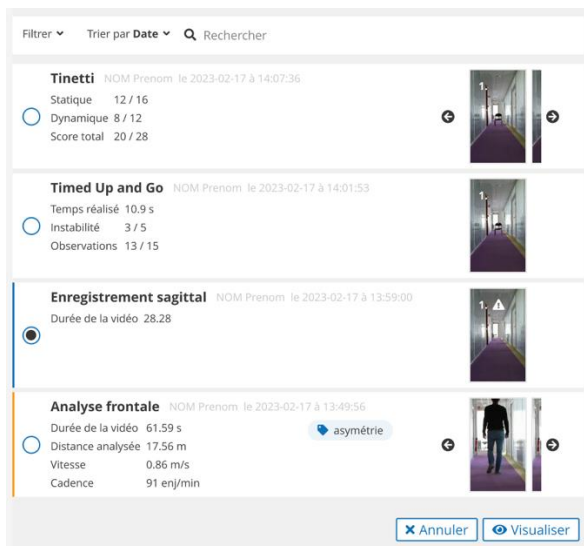 Filtrer Trier par Date Rechercher
Tinetti NOM Prenom le 2023-02-17 à 14:07:36
Statique 12 / 16
Dynamique 8 / 12
Score total 20 / 28
1.
Timed Up and Go NOM Prenom le 2023-02-17 à 14:01:53
Temps réalisé 10.9 s
Instabilité 3 / 5
Observations 13 / 15
1.
Enregistrement sagittal NOM Prenom le 2023-02-17 à 13:59:00
Durée de la vidéo 28.28
1.
Analyse frontale NOM Prenom le 2023-02-17 à 13:49:56
Durée de la vidéo 61.59 s asymétrie
Distance analysée 17.56 m
Vitesse 0.86 m/s
Cadence 91 enj/min
Annuler Visualiser